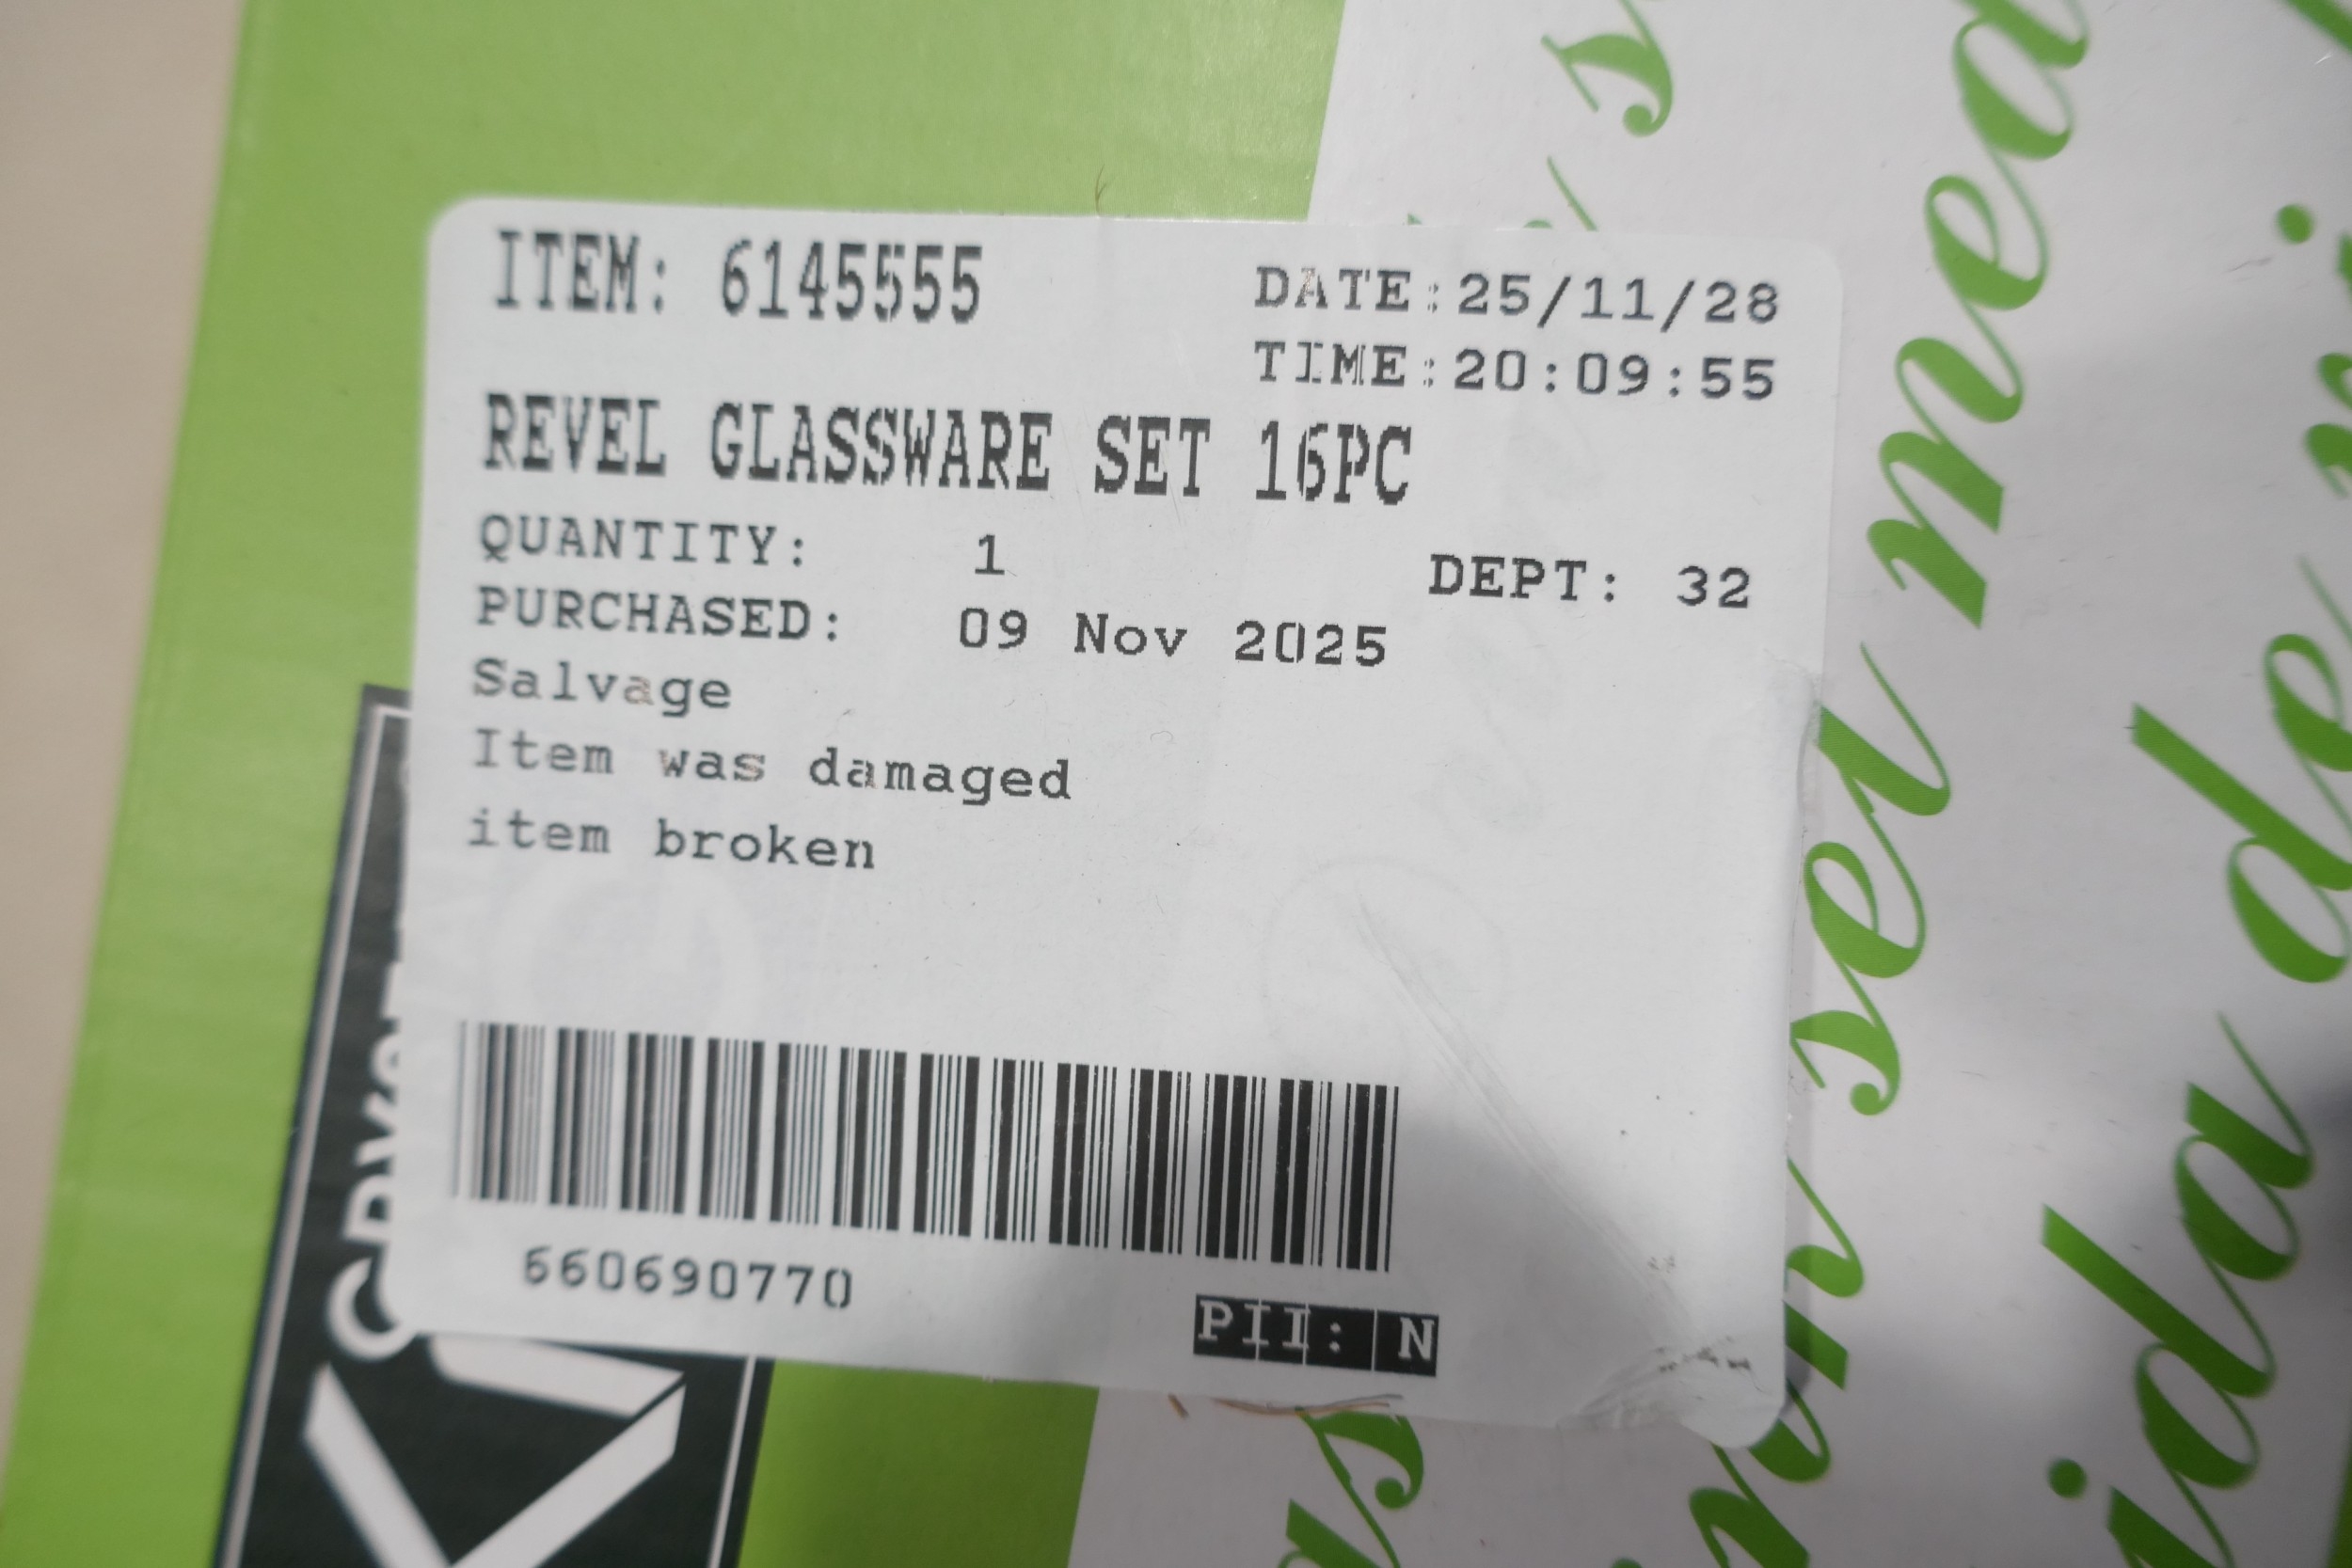 ITEM: 6145555
DATE:25/11/28
TIME:20:09:55
REVEL GLASSWARE SET 16PC
QUANTITY: 1
DEPT: 32
PURCHASED: 09 Nov 2025
Salvage
Item was damaged
item broken
660690770
PII: N